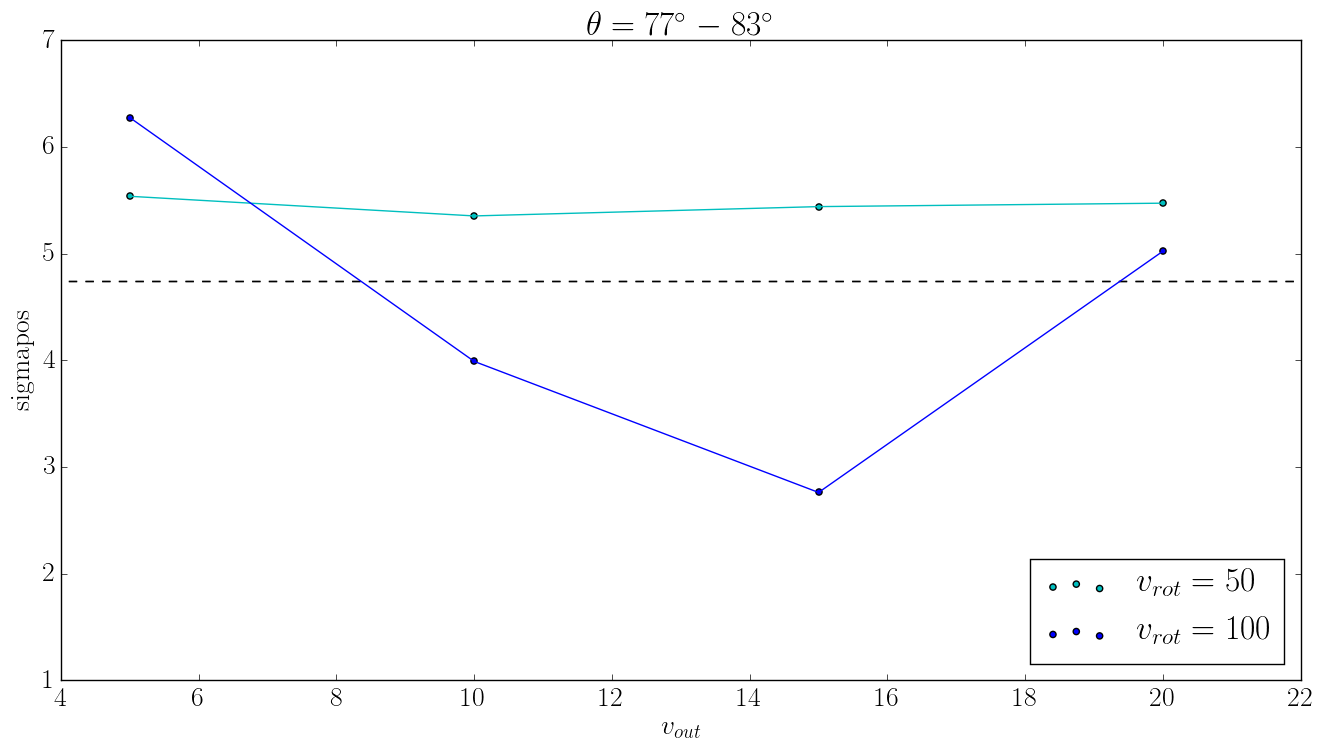 θ = 77° − 83°
7
6
5
4
3
2
1
sigmapos
4 6 8 10 12 14 16 18 20 22
v_out
v_rot = 50
v_rot = 100